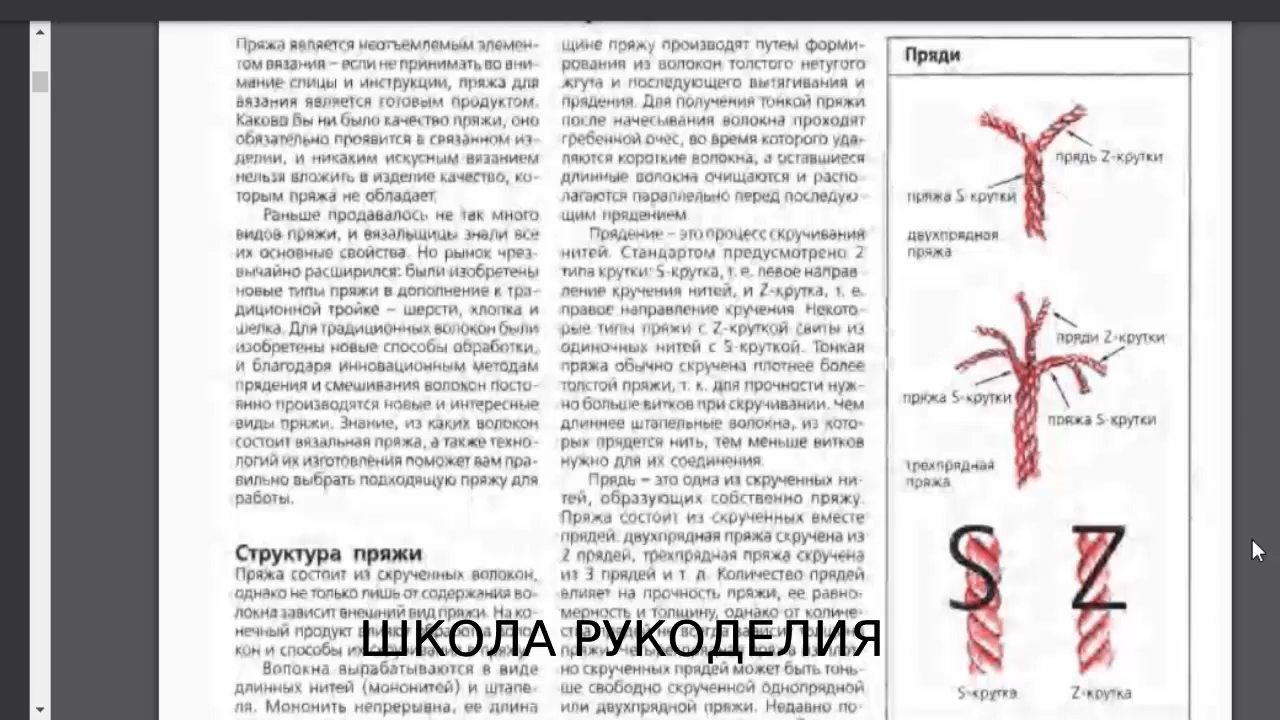 Пряжа является неотъемлемым элемен-
том вязания – если не принимать во вни-
мание спицы и инструкции, пряжа для
вязания является готовым продуктом.
Каково бы ни было качество пряжи, оно
обязательно проявится в связанном из-
делии, и никаким искусным вязанием
нельзя вложить в изделие качество, ко-
торым пряжа не обладает.
Раньше продавалось не так много
видов пряжи, и вязальщицы знали все
их основные свойства. Но рынок чрез-
вычайно расширился: были изобретены
новые типы пряжи в дополнение к тра-
диционной тройке – шерсти, хлопка и
шелка. Для традиционных волокон были
изобретены новые способы обработки,
и благодаря инновационным методам
прядения и смешивания волокон посто-
янно производятся новые и интересные
виды пряжи. Знание, из каких волокон
состоит вязальная пряжа, а также техно-
логий их изготовления поможет вам пра-
вильно выбрать подходящую пряжу для
работы.
Структура пряжи
Пряжа состоит из скрученных волокон,
однако не только лишь от содержания во-
локна зависит внешний вид пряжи. На ко-
нечный продукт
кон и способы их
Волокна вырабатываются в виде
длинных нитей (мононитей) и штапе-
ля. Мононить непрерывна, ее длина
щине пряжу производят путем форми-
рования из волокон толстого нетугого
жгута и последующего вытягивания и
прядения. Для получения тонкой пряжи
после начесывания волокна проходят
гребенной очес, во время которого уда-
ляются короткие волокна, а оставшиеся
длинные волокна очищаются и распо-
лагаются параллельно перед последую-
щим прядением.
Прядение – это процесс скручивания
нитей. Стандартом предусмотрено 2
типа крутки: S-крутка, т. е. левое направ-
ление кручения нитей, и Z-крутка, т. е.
правое направление кручения. Некото-
рые типы пряжи с Z-круткой свиты из
одиночных нитей с S-круткой. Тонкая
пряжа обычно скручена плотнее более
толстой пряжи, т. к. для прочности нуж-
но больше витков при скручивании. Чем
длиннее штапельные волокна, из кото-
рых прядется нить, тем меньше витков
нужно для их соединения.
Прядь – это одна из скрученных ни-
тей, образующих собственно пряжу.
Пряжа состоит из скрученных вместе
прядей: двухпрядная пряжа скручена из
2 прядей, трехпрядная пряжа скручена
из 3 прядей и т. д. Количество прядей
влияет на прочность пряжи, ее равно-
мерность и толщину, однако от количе-
но скрученных прядей может быть тонь-
ше свободно скрученной однопрядной
или двухпрядной пряжи. Недавно по-
Пряди
прядь Z-крутки
пряжа S-крутки
двухпрядная
пряжа
пряди Z-крутки
пряжа S-крутки
пряжа S-крутки
трехпрядная
пряжа
S Z
S-крутка Z-крутка
ШКОЛА РУКОДЕЛИЯ